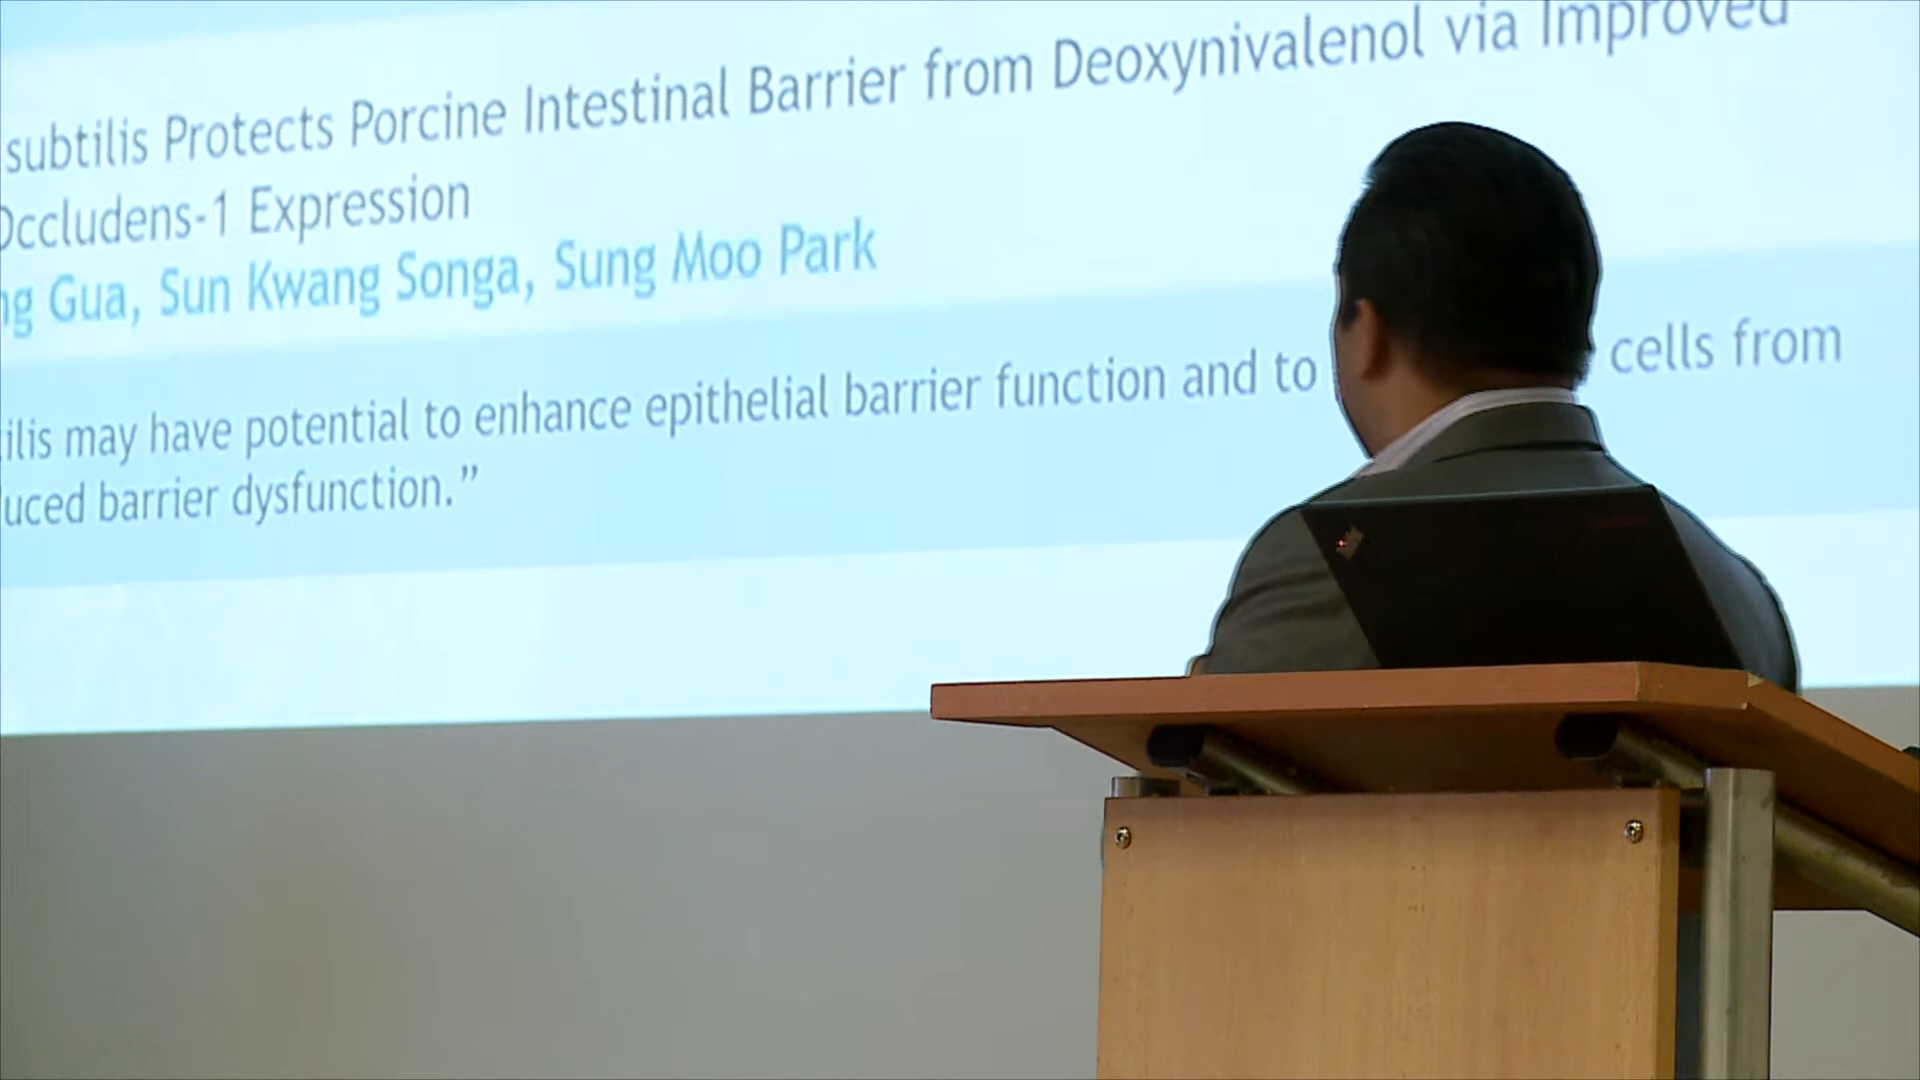 subtilis Protects Porcine Intestinal Barrier from Deoxynivalenol via Improved
Occludens-1 Expression
ng Gua, Sun Kwang Songa, Sung Moo Park
ilis may have potential to enhance epithelial barrier function and to cells from
uced barrier dysfunction.”